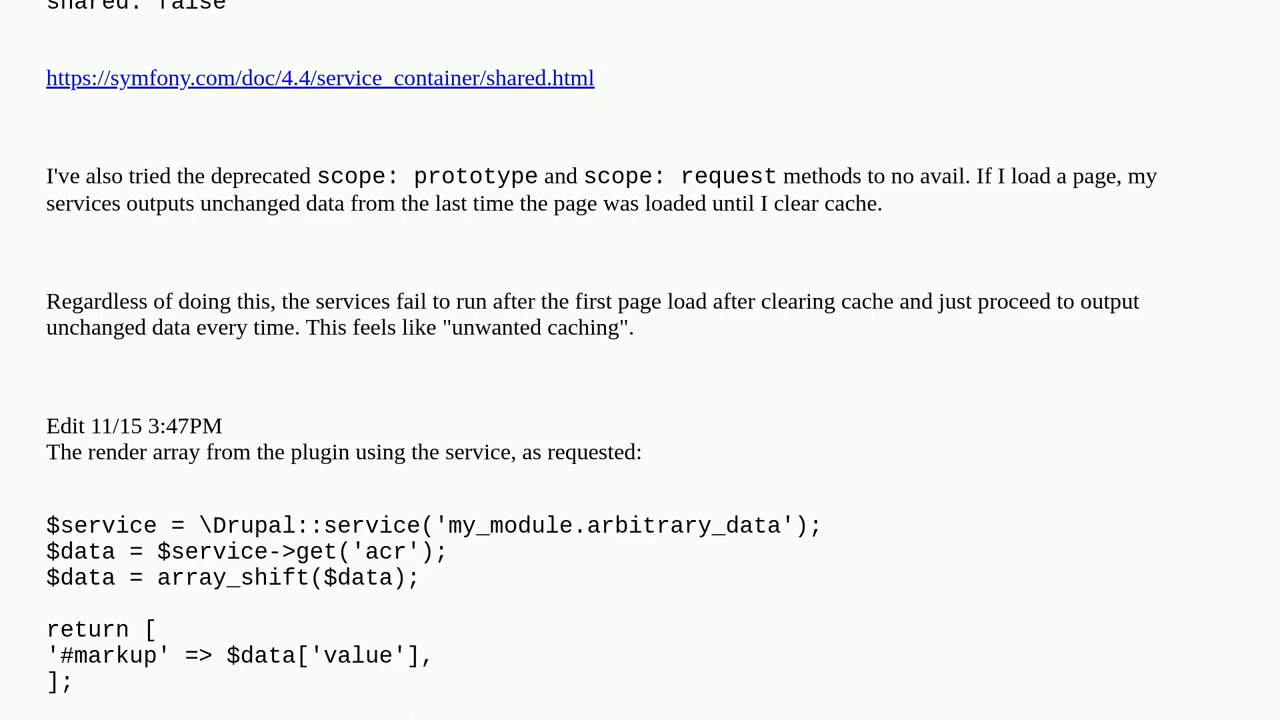 shared: false
https://symfony.com/doc/4.4/service_container/shared.html
I've also tried the deprecated scope: prototype and scope: request methods to no avail. If I load a page, my
services outputs unchanged data from the last time the page was loaded until I clear cache.
Regardless of doing this, the services fail to run after the first page load after clearing cache and just proceed to output
unchanged data every time. This feels like "unwanted caching".
Edit 11/15 3:47PM
The render array from the plugin using the service, as requested:
$service = \Drupal::service('my_module.arbitrary_data');
$data = $service->get('acr');
$data = array_shift($data);
return [
'#markup' => $data['value'],
];